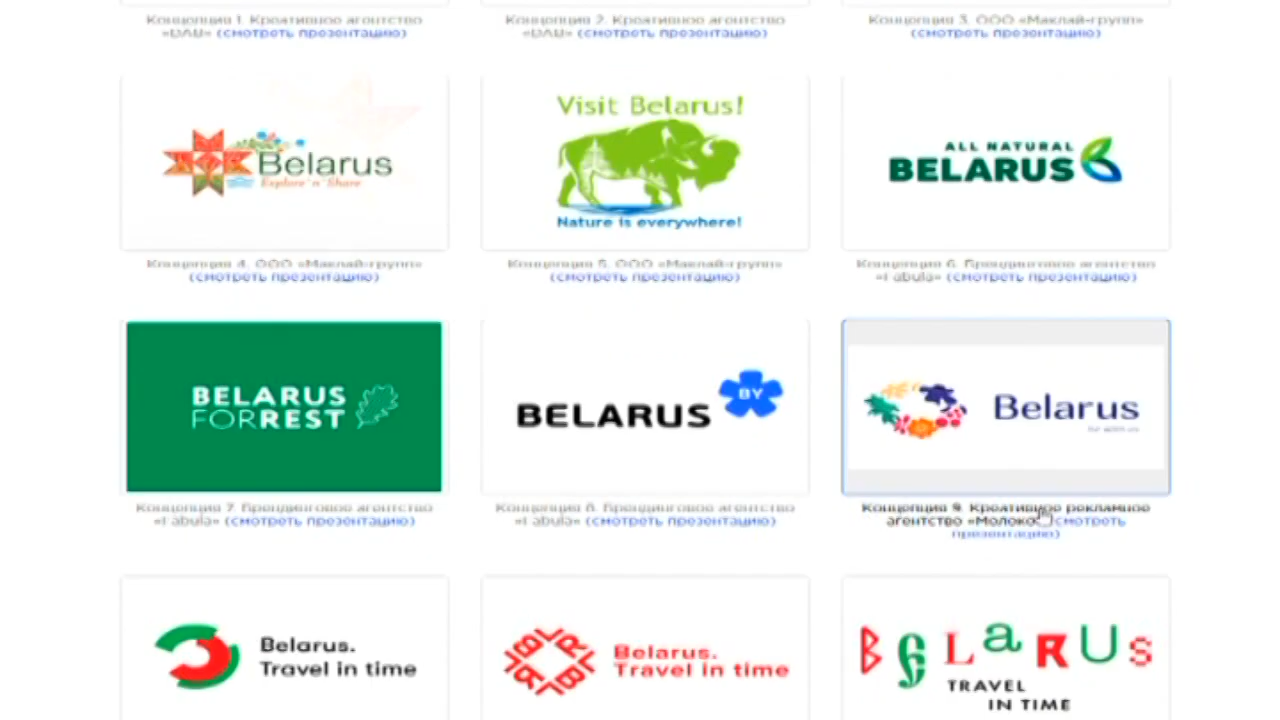 Концепция 1. Креативное агентство
«DAB» (смотреть презентацию)
Концепция 2. Креативное агентство
«DAB» (смотреть презентацию)
Концепция 3. ООО «Маклай-групп»
(смотреть презентацию)
Belarus
Explore'n'Share
Концепция 4. ООО «Маклай-групп»
(смотреть презентацию)
Visit Belarus!
Nature is everywhere!
Концепция 5. ООО «Маклай-групп»
(смотреть презентацию)
ALL NATURAL
BELARUS
Концепция 6. Брендинговое агентство
«Fabula» (смотреть презентацию)
BELARUS
FORREST
Концепция 7. Брендинговое агентство
«Fabula» (смотреть презентацию)
BELARUS
BY
Концепция 8. Брендинговое агентство
«Fabula» (смотреть презентацию)
Belarus
Концепция 9. Креативное рекламное
агентство «Молоко» (смотреть
презентацию)
Belarus.
Travel in time
Belarus.
Travel in time
BELaRUs
TRAVEL
IN TIME